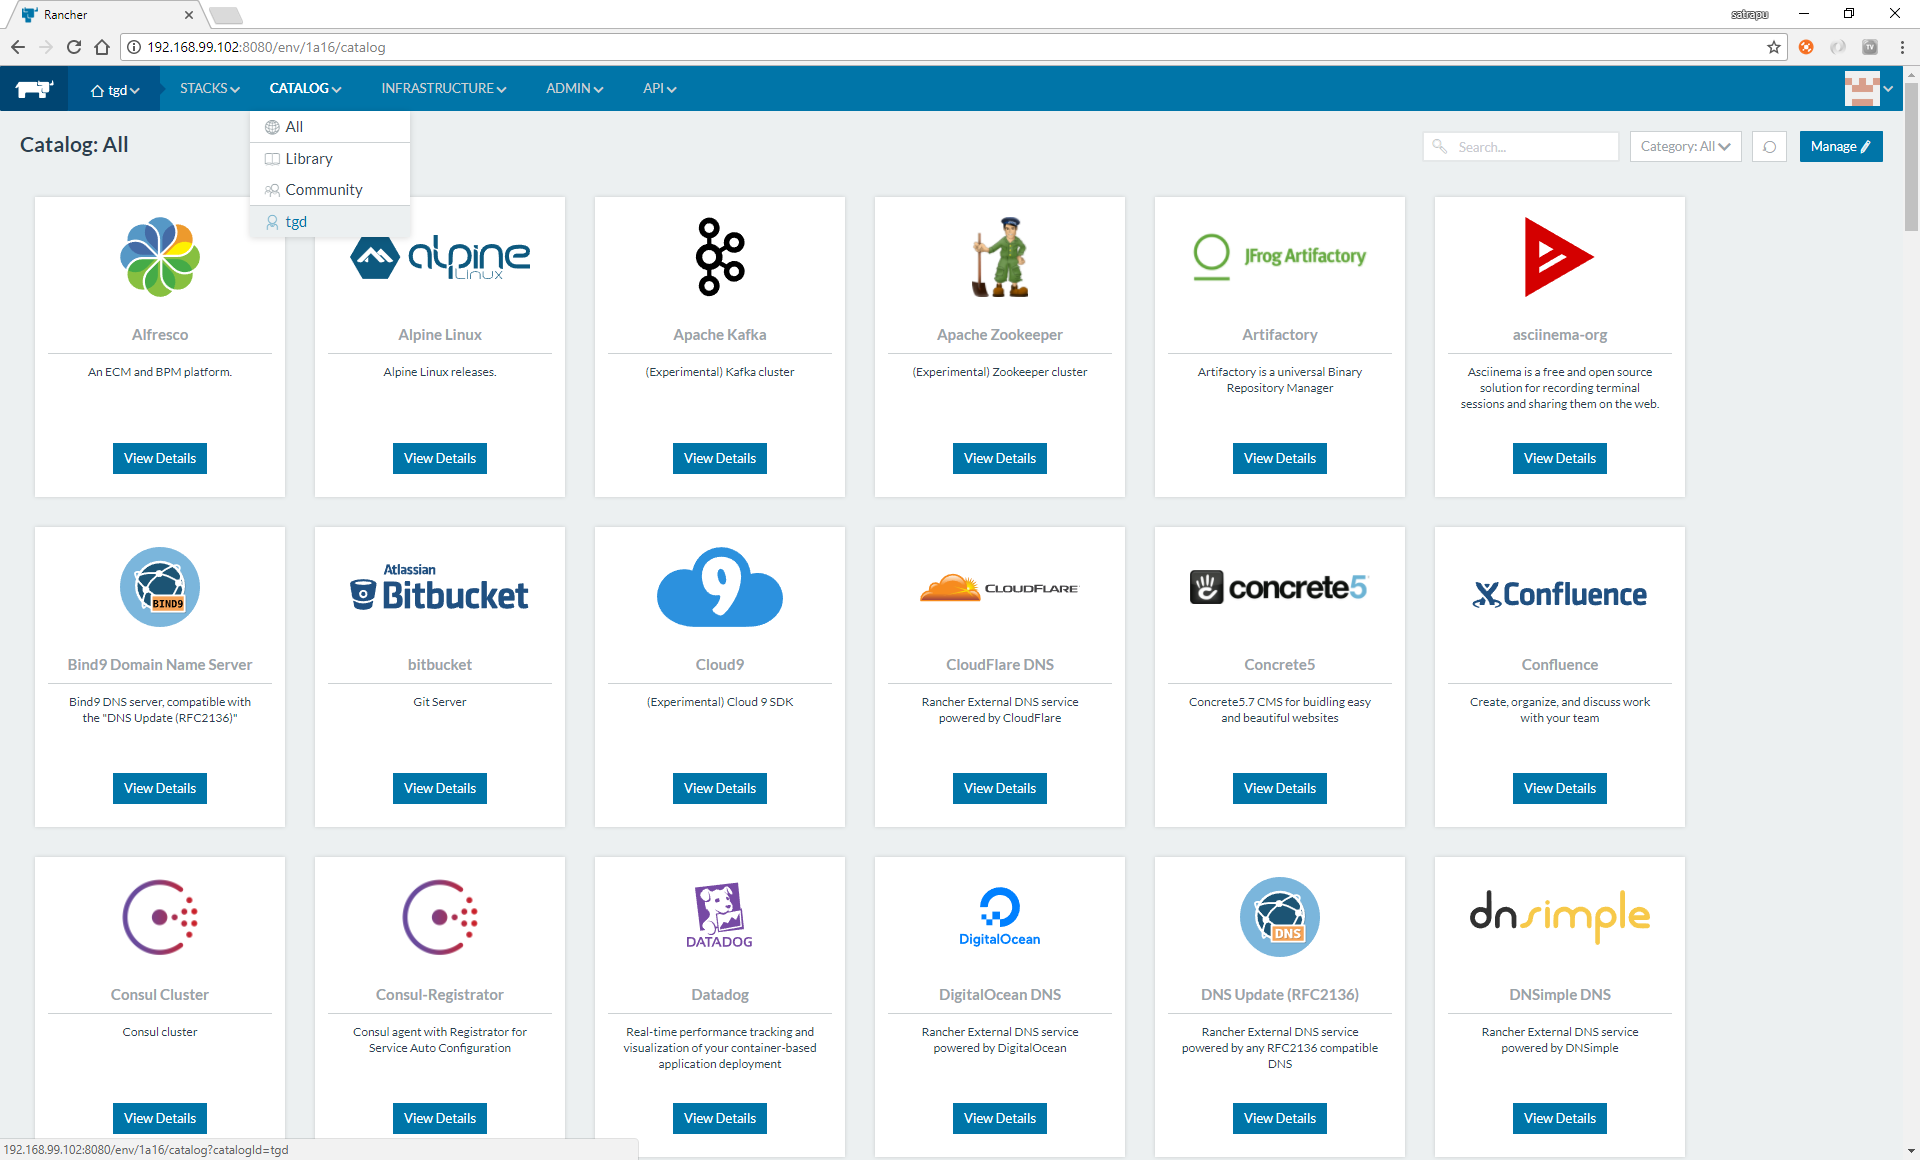 Rancher
satrapu
192.168.99.102:8080/env/1a16/catalog
TV
tgd
STACKS
CATALOG
INFRASTRUCTURE
ADMIN
API
All
Library
Community
tgd
Catalog: All
Search...
Category: All
Manage
alpine
Linux
JFrog Artifactory
Alfresco
Alpine Linux
Apache Kafka
Apache Zookeeper
Artifactory
asciinema-org
An ECM and BPM platform.
Alpine Linux releases.
(Experimental) Kafka cluster
(Experimental) Zookeeper cluster
Artifactory is a universal Binary
Repository Manager
Asciinema is a free and open source
solution for recording terminal
sessions and sharing them on the web.
View Details
View Details
View Details
View Details
View Details
View Details
BIND9
Atlassian
Bitbucket
9
CLOUDFLARE
concrete5
Confluence
Bind9 Domain Name Server
bitbucket
Cloud9
CloudFlare DNS
Concrete5
Confluence
Bind9 DNS server, compatible with
the "DNS Update (RFC2136)"
Git Server
(Experimental) Cloud 9 SDK
Rancher External DNS service
powered by CloudFlare
Concrete5.7 CMS for buidling easy
and beautiful websites
Create, organize, and discuss work
with your team
View Details
View Details
View Details
View Details
View Details
View Details
DATADOG
DigitalOcean
DNS
dnsimple
Consul Cluster
Consul-Registrator
Datadog
DigitalOcean DNS
DNS Update (RFC2136)
DNSimple DNS
Consul cluster
Consul agent with Registrator for
Service Auto Configuration
Real-time performance tracking and
visualization of your container-based
application deployment
Rancher External DNS service
powered by DigitalOcean
Rancher External DNS service
powered by any RFC2136 compatible
DNS
Rancher External DNS service
powered by DNSimple
View Details
View Details
View Details
View Details
View Details
View Details
192.168.99.102:8080/env/1a16/catalog?catalogId=tgd